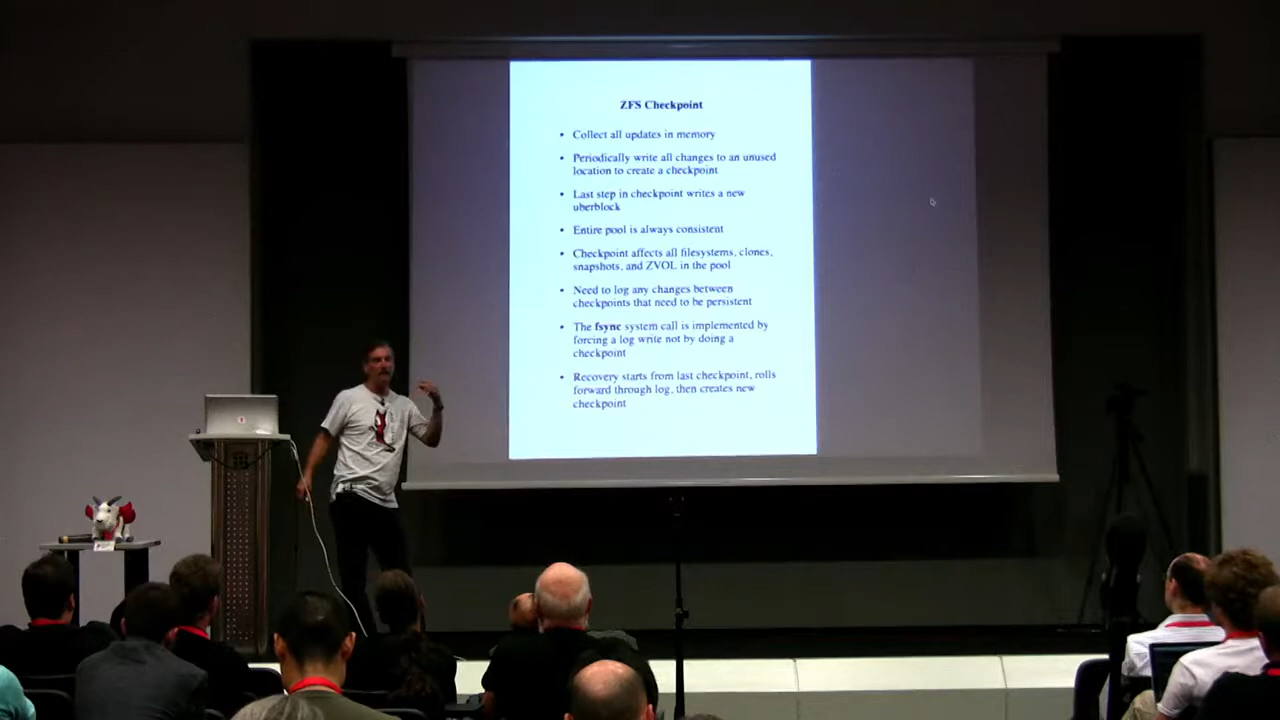 ZFS Checkpoint
• Collect all updates in memory
• Periodically write all changes to an unused
location to create a checkpoint
• Last step in checkpoint writes a new
uberblock
• Entire pool is always consistent
• Checkpoint affects all filesystems, clones,
snapshots, and ZVOL in the pool
• Need to log any changes between
checkpoints that need to be persistent
• The fsync system call is implemented by
forcing a log write not by doing a
checkpoint
• Recovery starts from last checkpoint, rolls
forward through log, then creates new
checkpoint